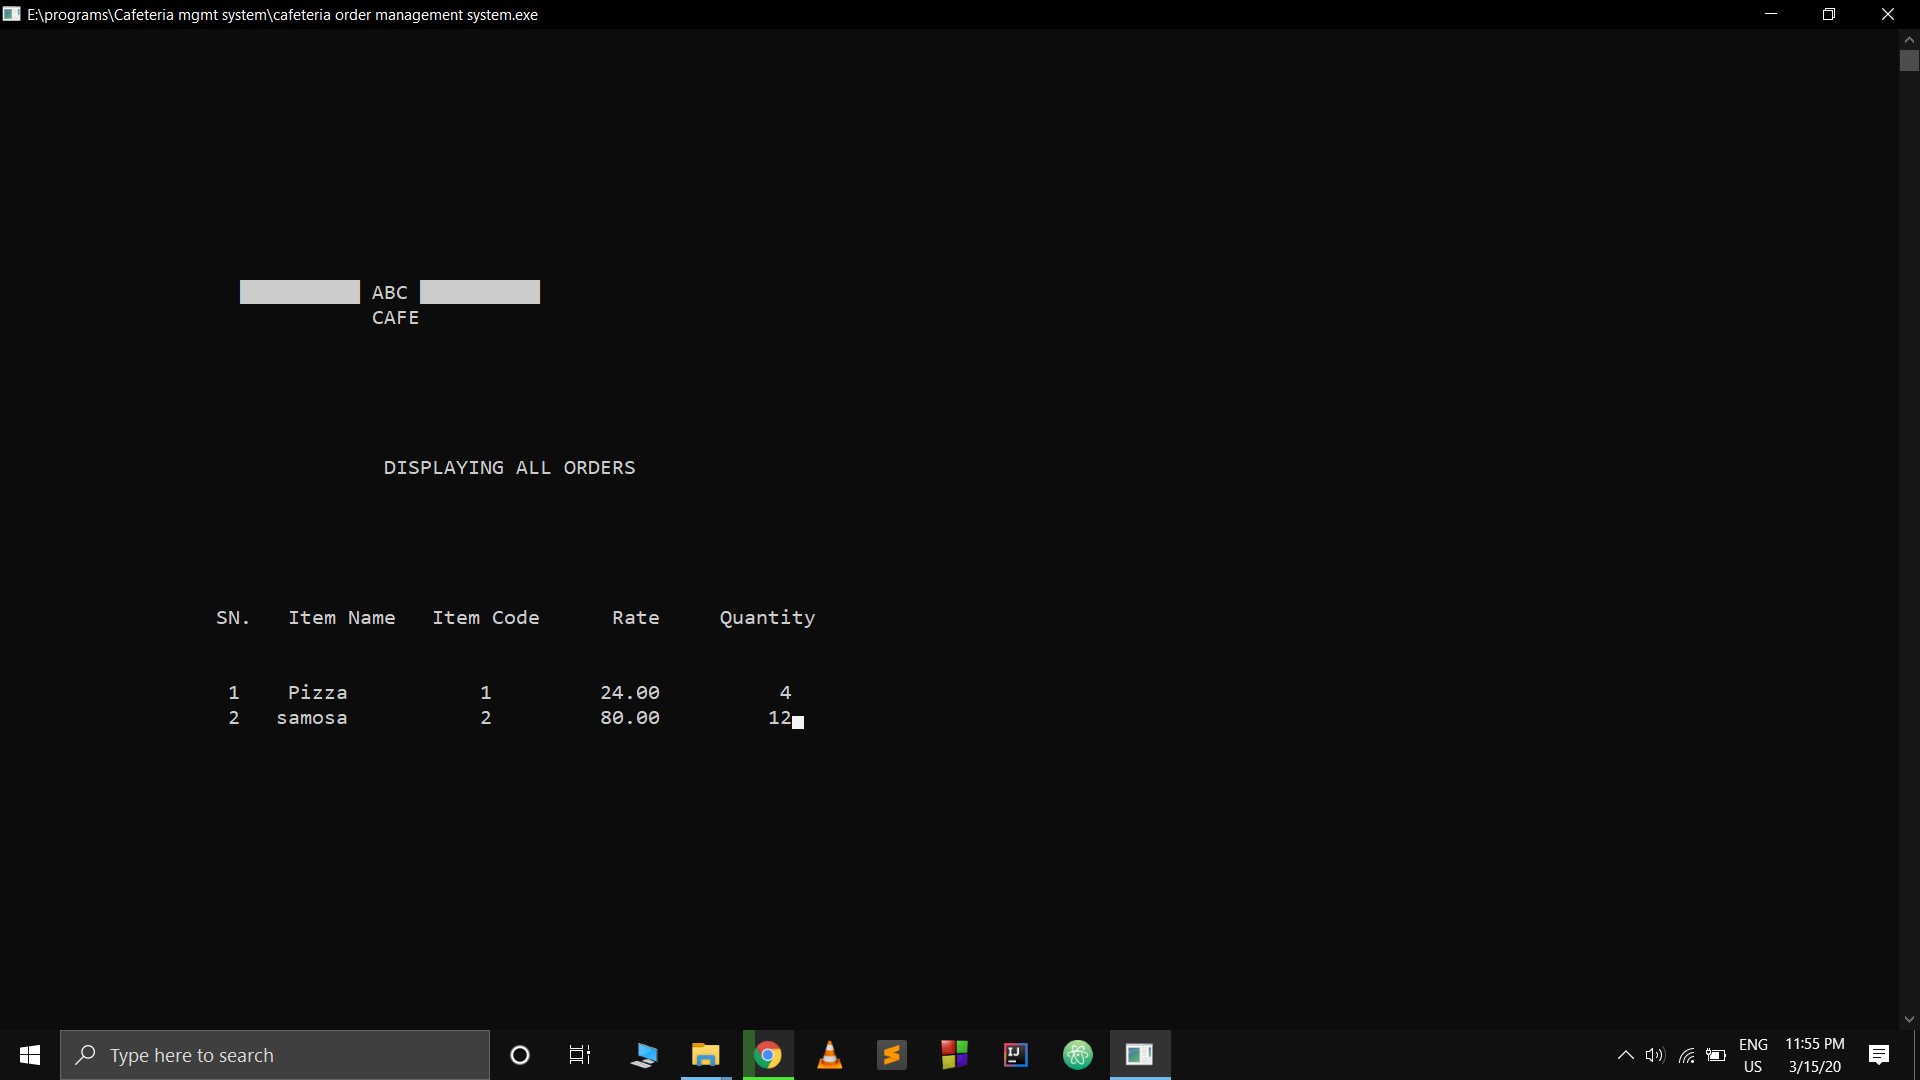 E:\programs\Cafeteria mgmt system\cafeteria order management system.exe
ABC
CAFE
DISPLAYING ALL ORDERS
SN. Item Name Item Code Rate Quantity
1 Pizza 1 24.00 4
2 samosa 2 80.00 12
Type here to search
ENG
US
11:55 PM
3/15/20